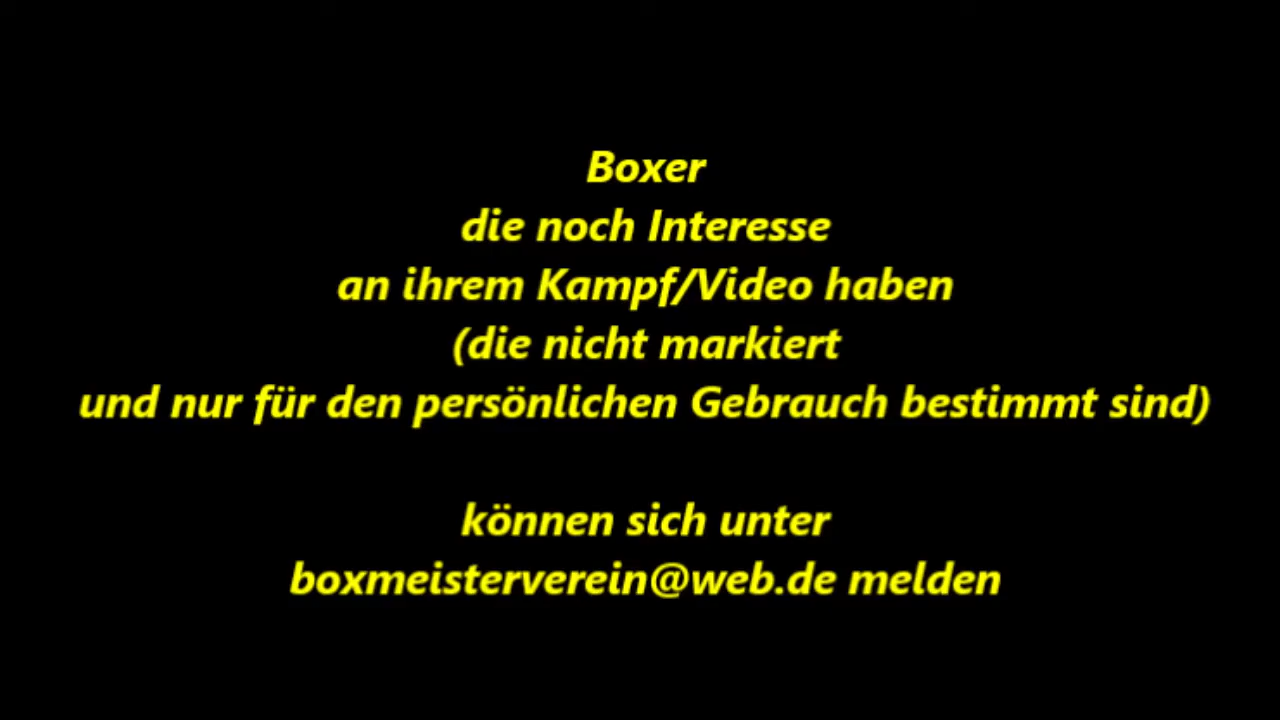 Boxer
die noch Interesse
an ihrem Kampf/Video haben
(die nicht markiert
und nur für den persönlichen Gebrauch bestimmt sind)
können sich unter
boxmeisterverein@web.de melden